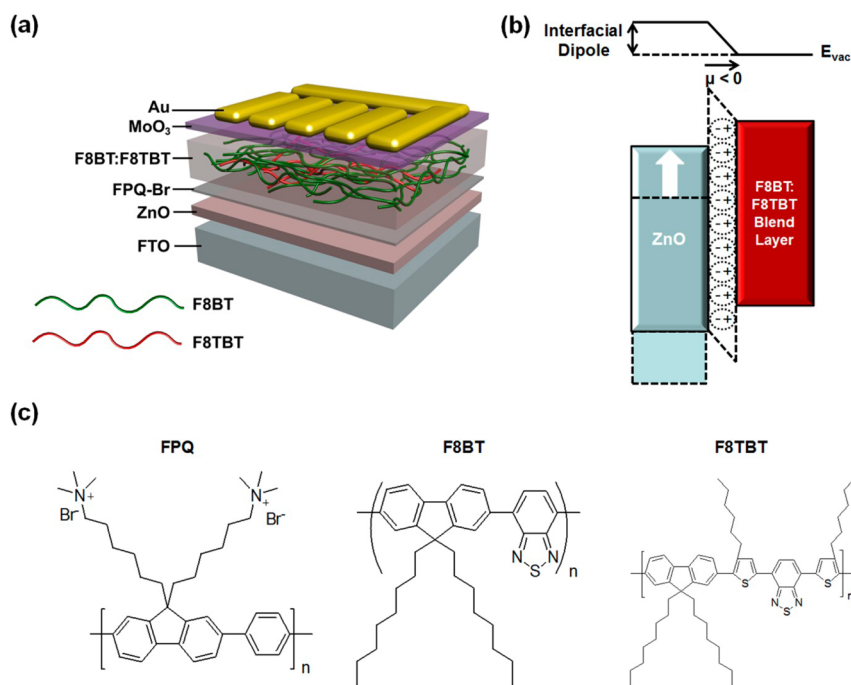 (a)
Au
MoO₃
F8BT:F8TBT
FPQ-Br
ZnO
FTO
F8BT
F8TBT
(b)
Interfacial
Dipole
Eᵥₐc
μ < 0
-+
-+
-+
-+
-+
-+
-+
-+
-+
-+
ZnO
F8BT:
F8TBT
Blend
Layer
(c)
FPQ
N
+
Br-
N
+
Br-
n
F8BT
N
S
N
n
F8TBT
S
S
N
S
N
n